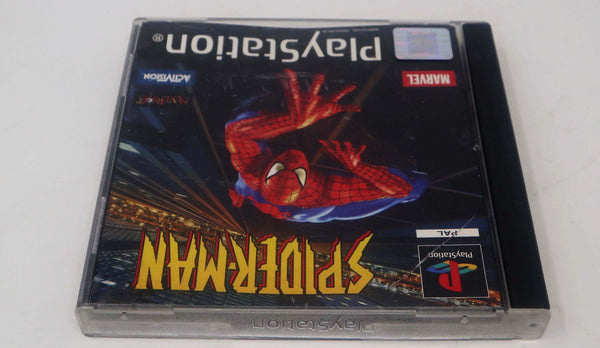 PlayStation®
MARVEL
ACTIVISION
NEVERSOFT
SPIDER-MAN
PAL
PlayStation
PlayStation